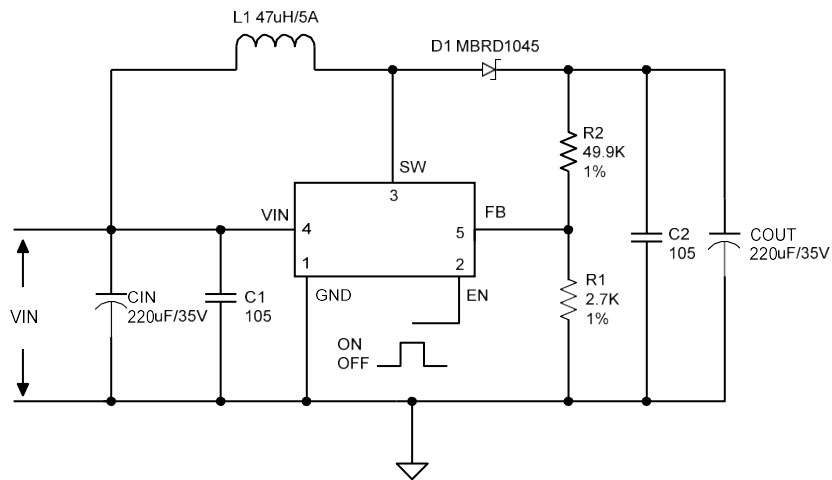 L1 47uH/5A
D1 MBRD1045
R2
49.9K
1%
SW
3
VIN
4
FB
5
1
2
GND
EN
C2
105
COUT
220uF/35V
R1
2.7K
1%
VIN
CIN
220uF/35V
C1
105
ON
OFF